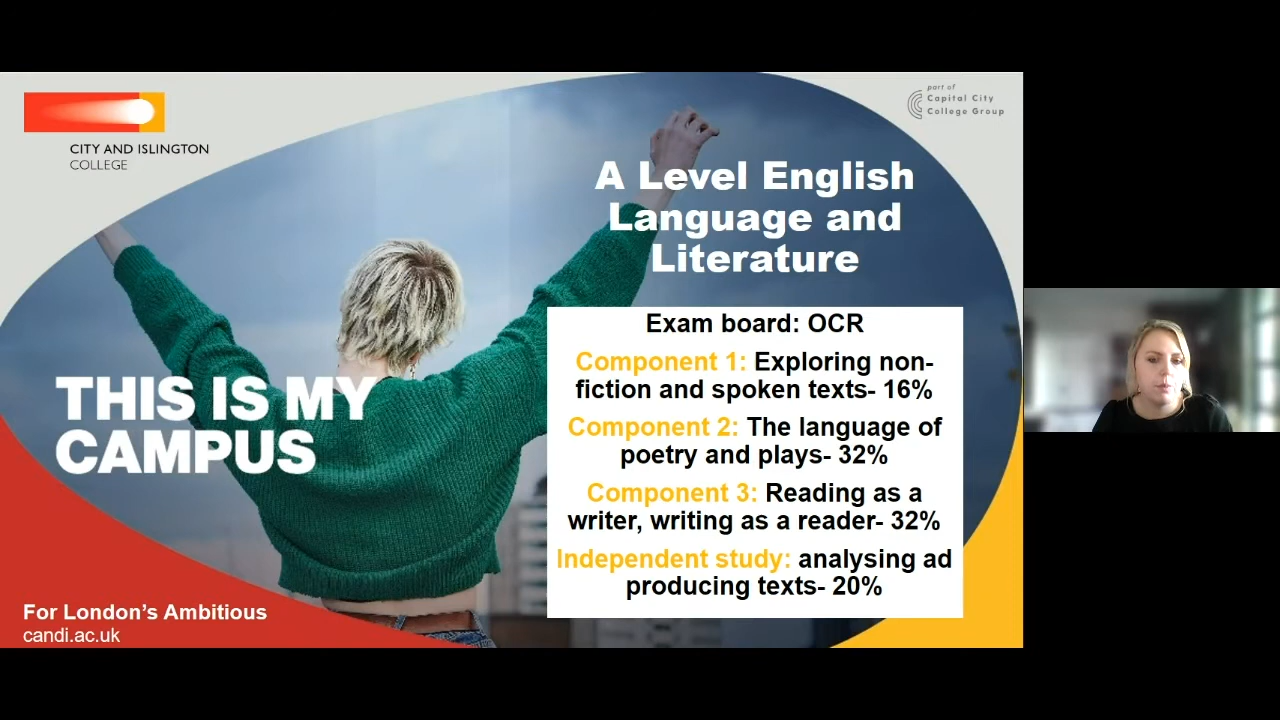 CITY AND ISLINGTON
COLLEGE
part of
Capital City
College Group
A Level English
Language and
Literature
THIS IS MY
CAMPUS
Exam board: OCR
Component 1: Exploring non-
fiction and spoken texts- 16%
Component 2: The language of
poetry and plays- 32%
Component 3: Reading as a
writer, writing as a reader- 32%
Independent study: analysing ad
producing texts- 20%
For London's Ambitious
candi.ac.uk